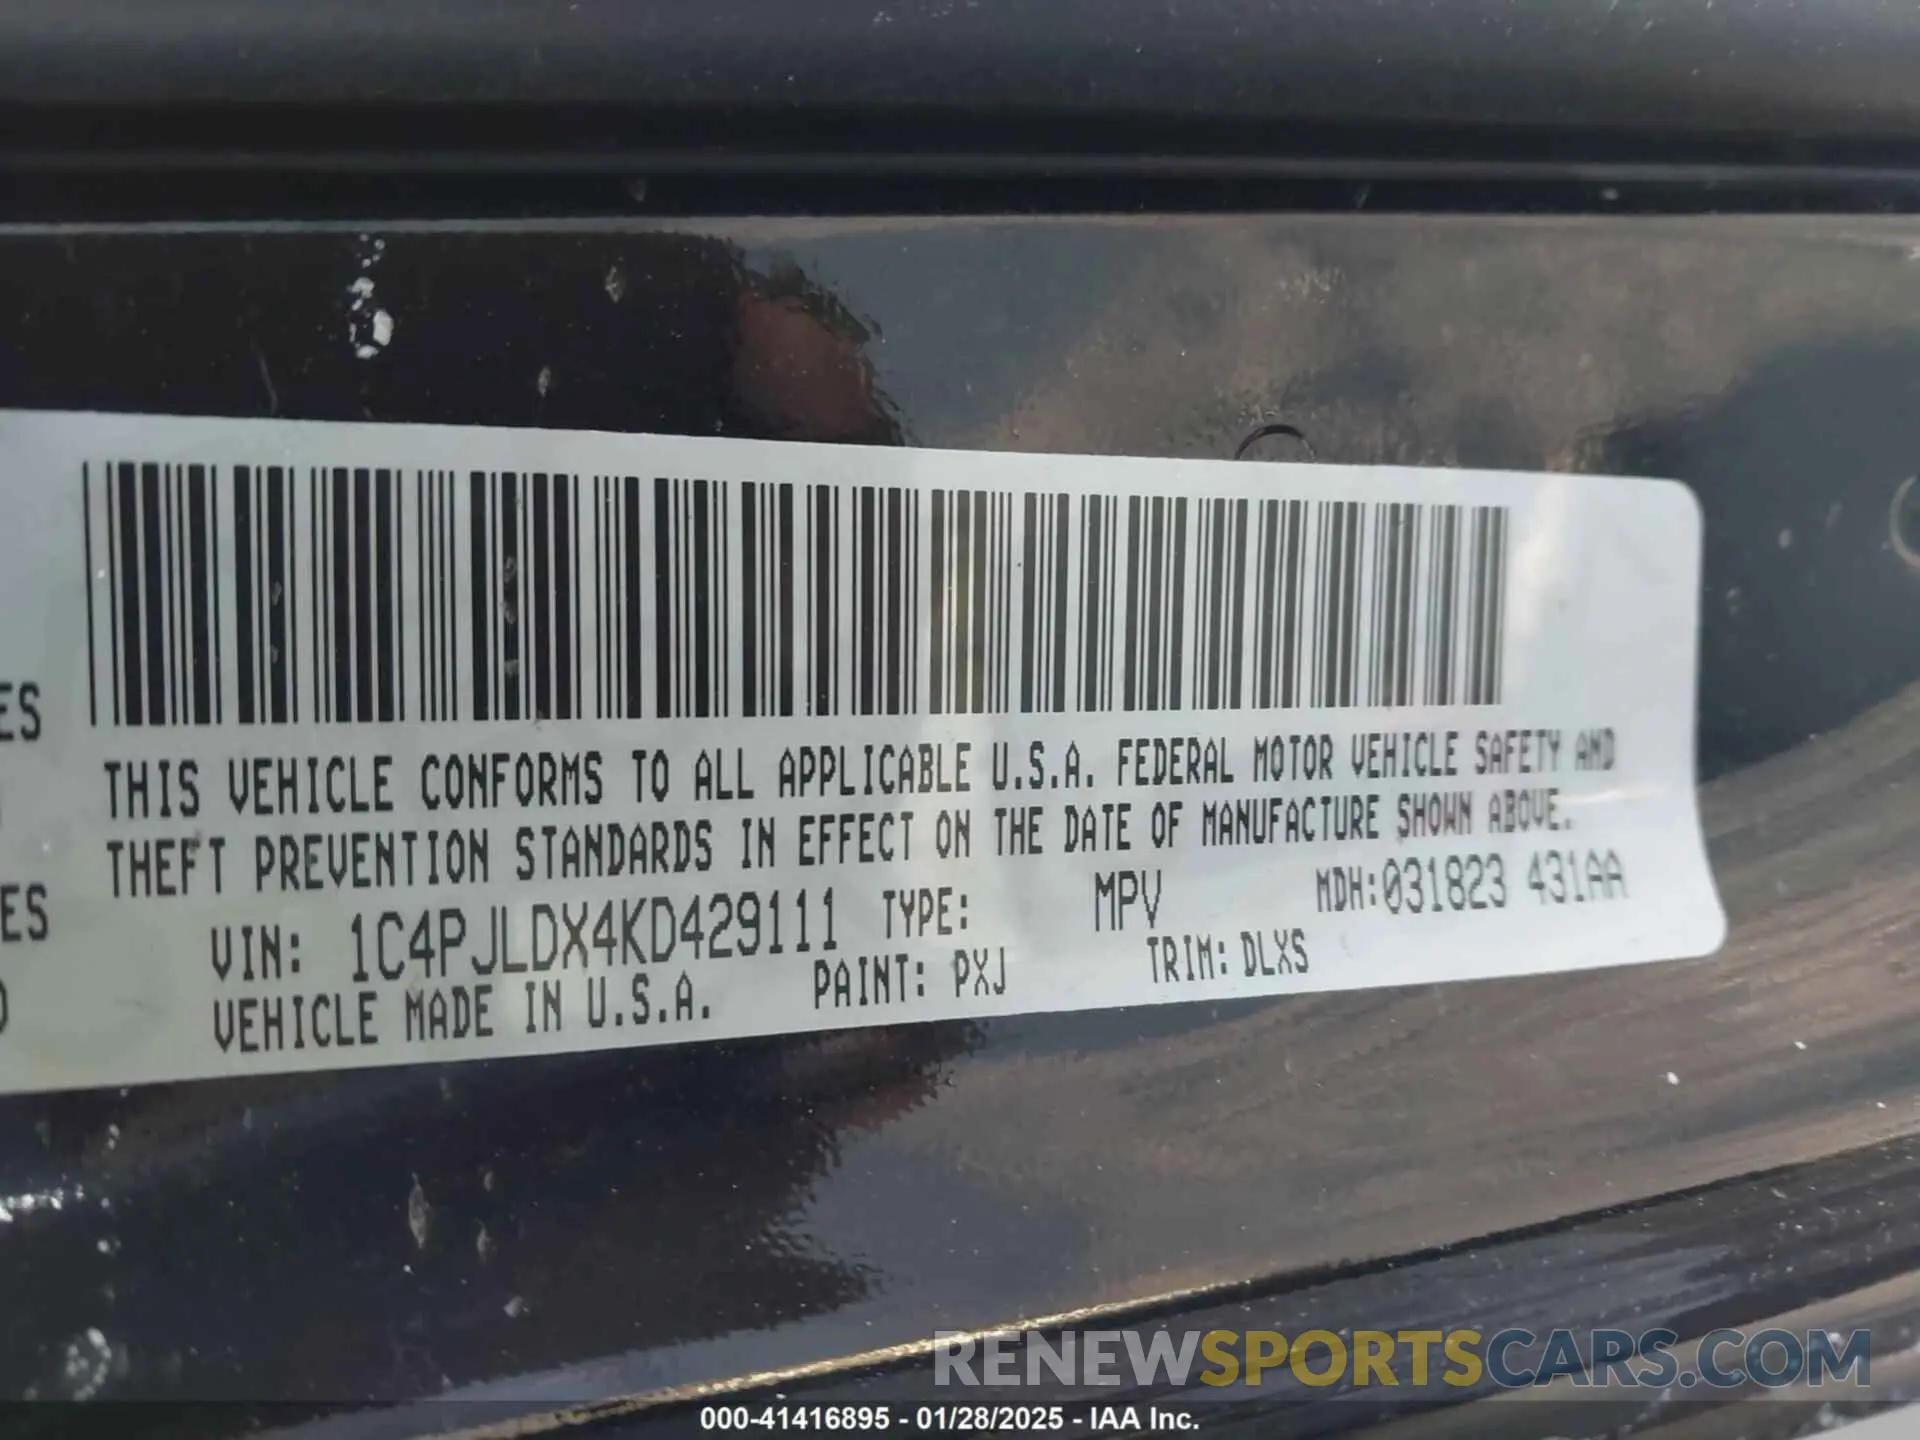 ES
ES
THIS VEHICLE CONFORMS TO ALL APPLICABLE U.S.A. FEDERAL MOTOR VEHICLE SAFETY AND
THEFT PREVENTION STANDARDS IN EFFECT ON THE DATE OF MANUFACTURE SHOWN ABOVE.
VIN: 1C4PJLDX4KD429111 TYPE: MPV MDH:031823 431AA
VEHICLE MADE IN U.S.A. PAINT: PXJ TRIM: DLXS
RENEWSPORTSCARS.COM
000-41416895 - 01/28/2025 - IAA Inc.